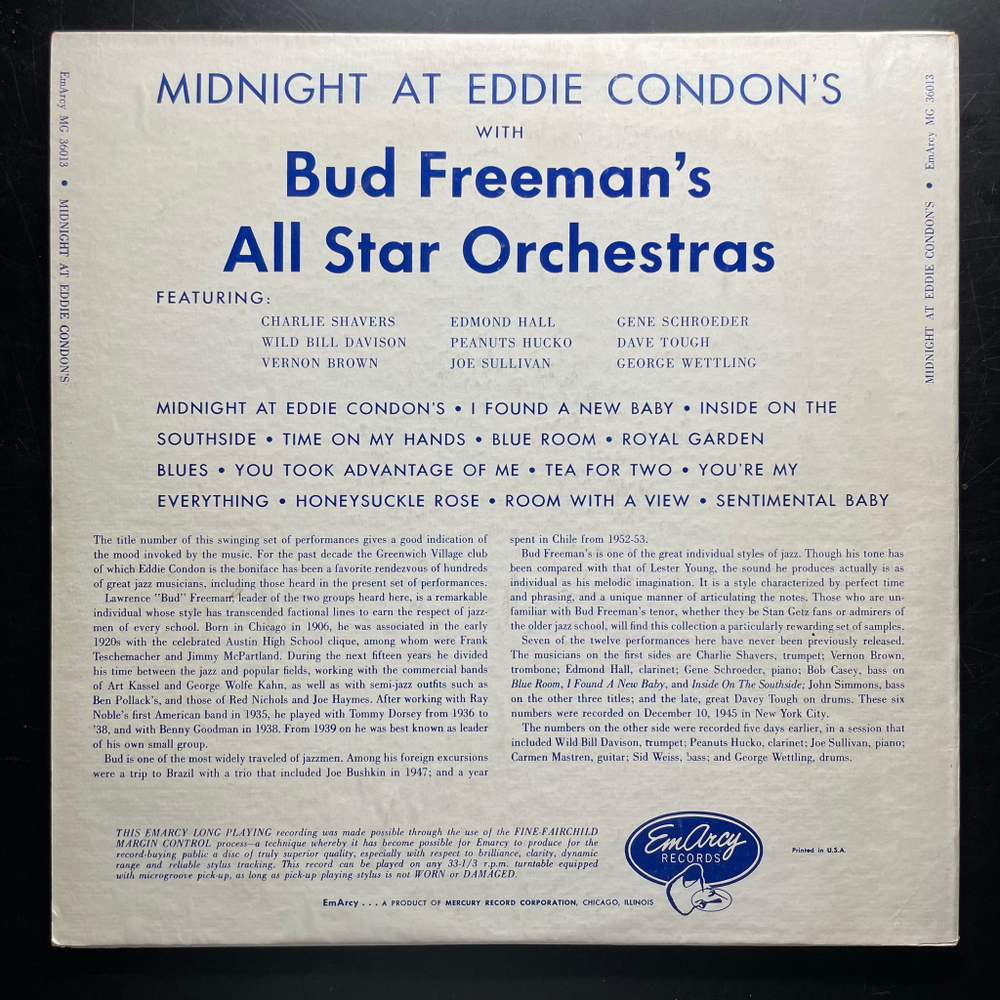 MIDNIGHT AT EDDIE CONDON'S
WITH
Bud Freeman's
All Star Orchestras
FEATURING:
CHARLIE SHAVERS EDMOND HALL GENE SCHROEDER
WILD BILL DAVISON PEANUTS HUCKO DAVE TOUGH
VERNON BROWN JOE SULLIVAN GEORGE WETTLING
MIDNIGHT AT EDDIE CONDON'S • I FOUND A NEW BABY • INSIDE ON THE
SOUTHSIDE • TIME ON MY HANDS • BLUE ROOM • ROYAL GARDEN
BLUES • YOU TOOK ADVANTAGE OF ME • TEA FOR TWO • YOU'RE MY
EVERYTHING • HONEYSUCKLE ROSE • ROOM WITH A VIEW • SENTIMENTAL BABY
The title number of this swinging set of performances gives a good indication of
the mood invoked by the music. For the past decade the Greenwich Village club
of which Eddie Condon is the boniface has been a favorite rendezvous of hundreds
of great jazz musicians, including those heard in the present set of performances.
Lawrence "Bud" Freeman, leader of the two groups heard here, is a remarkable
individual whose style has transcended factional lines to earn the respect of jazz-
men of every school. Born in Chicago in 1906, he was associated in the early
1920s with the celebrated Austin High School clique, among whom were Frank
Teschemacher and Jimmy McPartland. During the next fifteen years he divided
his time between the jazz and popular fields, working with the commercial bands
of Art Kassel and George Wolfe Kahn, as well as with semi-jazz outfits such as
Ben Pollack's, and those of Red Nichols and Joe Haymes. After working with Ray
Noble's first American band in 1935, he played with Tommy Dorsey from 1936 to
'38, and with Benny Goodman in 1938. From 1939 on he was best known as leader
of his own small group.
Bud is one of the most widely traveled of jazzmen. Among his foreign excursions
were a trip to Brazil with a trio that included Joe Bushkin in 1947; and a year
spent in Chile from 1952-53.
Bud Freeman's is one of the great individual styles of jazz. Though his tone has
been compared with that of Lester Young, the sound he produces actually is as
individual as his melodic imagination. It is a style characterized by perfect time
and phrasing, and a unique manner of articulating the notes. Those who are un-
familiar with Bud Freeman's tenor, whether they be Stan Getz fans or admirers of
the older jazz school, will find this collection a particularly rewarding set of samples.
Seven of the twelve performances here have never been previously released.
The musicians on the first sides are Charlie Shavers, trumpet; Vernon Brown,
trombone; Edmond Hall, clarinet; Gene Schroeder, piano; Bob Casey, bass on
Blue Room, I Found A New Baby, and Inside On The Southside; John Simmons, bass
on the other three titles; and the late, great Davey Tough on drums. These six
numbers were recorded on December 10, 1945 in New York City.
The numbers on the other side were recorded five days earlier, in a session that
included Wild Bill Davison, trumpet; Peanuts Hucko, clarinet; Joe Sullivan, piano;
Carmen Mastren, guitar; Sid Weiss, bass; and George Wettling, drums.
THIS EMARCY LONG PLAYING recording was made possible through the use of the FINE-FAIRCHILD
MARGIN CONTROL process—a technique whereby it has become possible for Emarcy to produce for the
record-buying public a disc of truly superior quality, especially with respect to brilliance, clarity, dynamic
range and reliable stylus tracking. This record can be played on any 33-1/3 r.p.m. turntable equipped
with microgroove pick-up, as long as pick-up playing stylus is not WORN or DAMAGED.
EmArcy . . . A PRODUCT OF MERCURY RECORD CORPORATION, CHICAGO, ILLINOIS
EmArcy
RECORDS
Printed in U.S.A.
EmArcy MG 36013 • MIDNIGHT AT EDDIE CONDON'S
MIDNIGHT AT EDDIE CONDON'S • EmArcy MG 36013